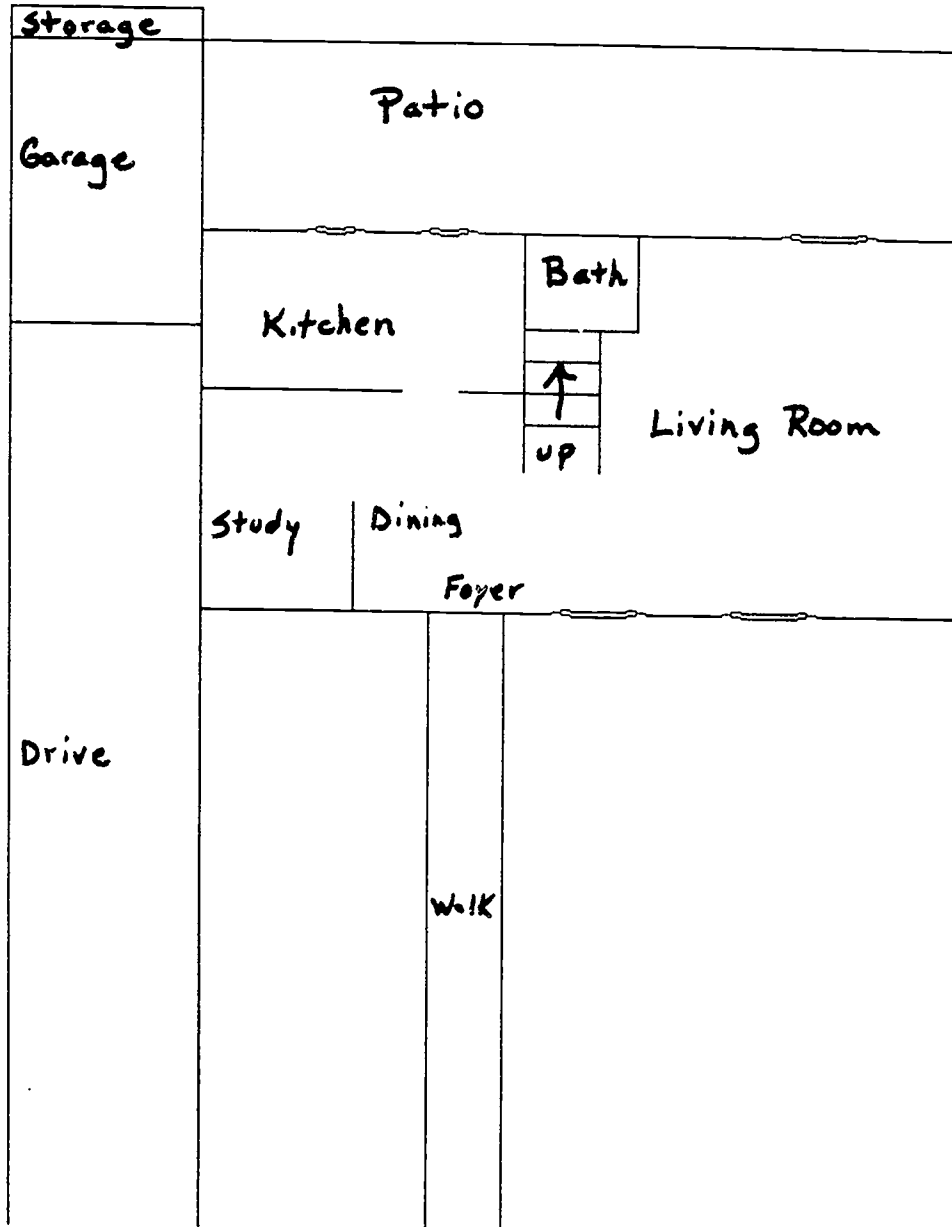 Storage
Patio
Garage
Bath
Kitchen
Living Room
up
Study
Dining
Foyer
Drive
Walk